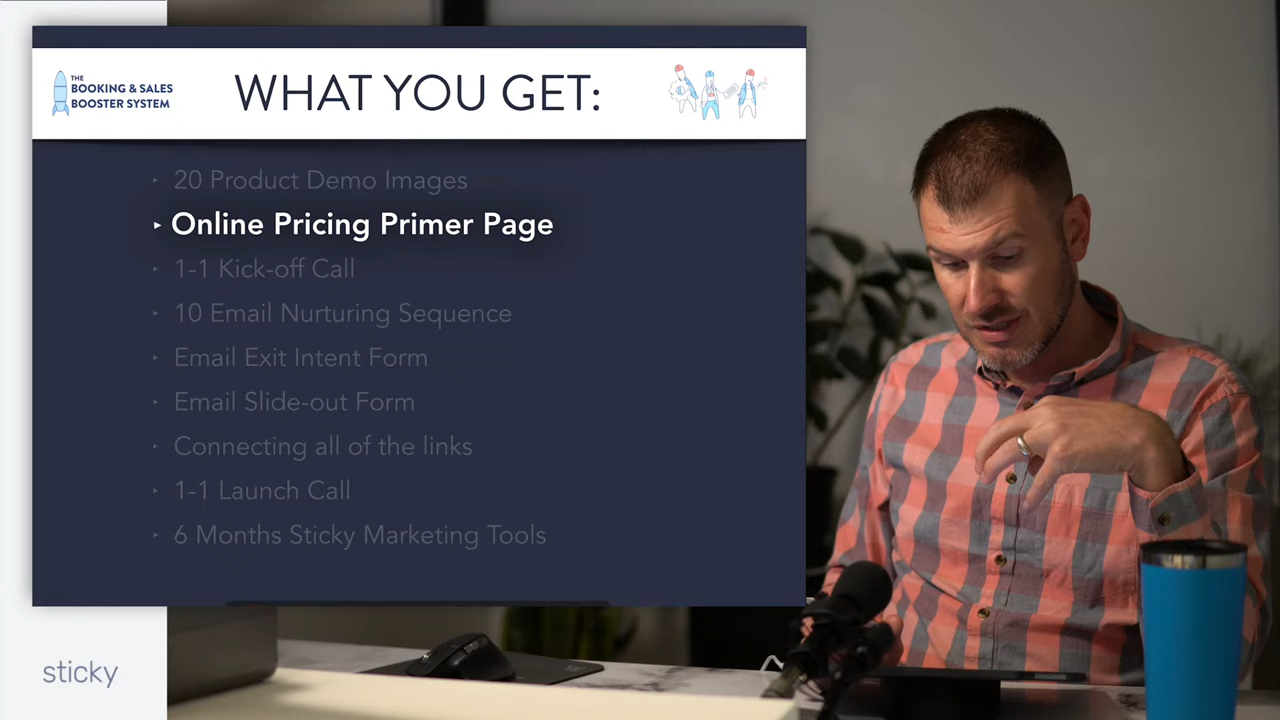 THE
BOOKING & SALES
BOOSTER SYSTEM
WHAT YOU GET:
‣ 20 Product Demo Images
‣ Online Pricing Primer Page
‣ 1-1 Kick-off Call
‣ 10 Email Nurturing Sequence
‣ Email Exit Intent Form
‣ Email Slide-out Form
‣ Connecting all of the links
‣ 1-1 Launch Call
‣ 6 Months Sticky Marketing Tools
sticky